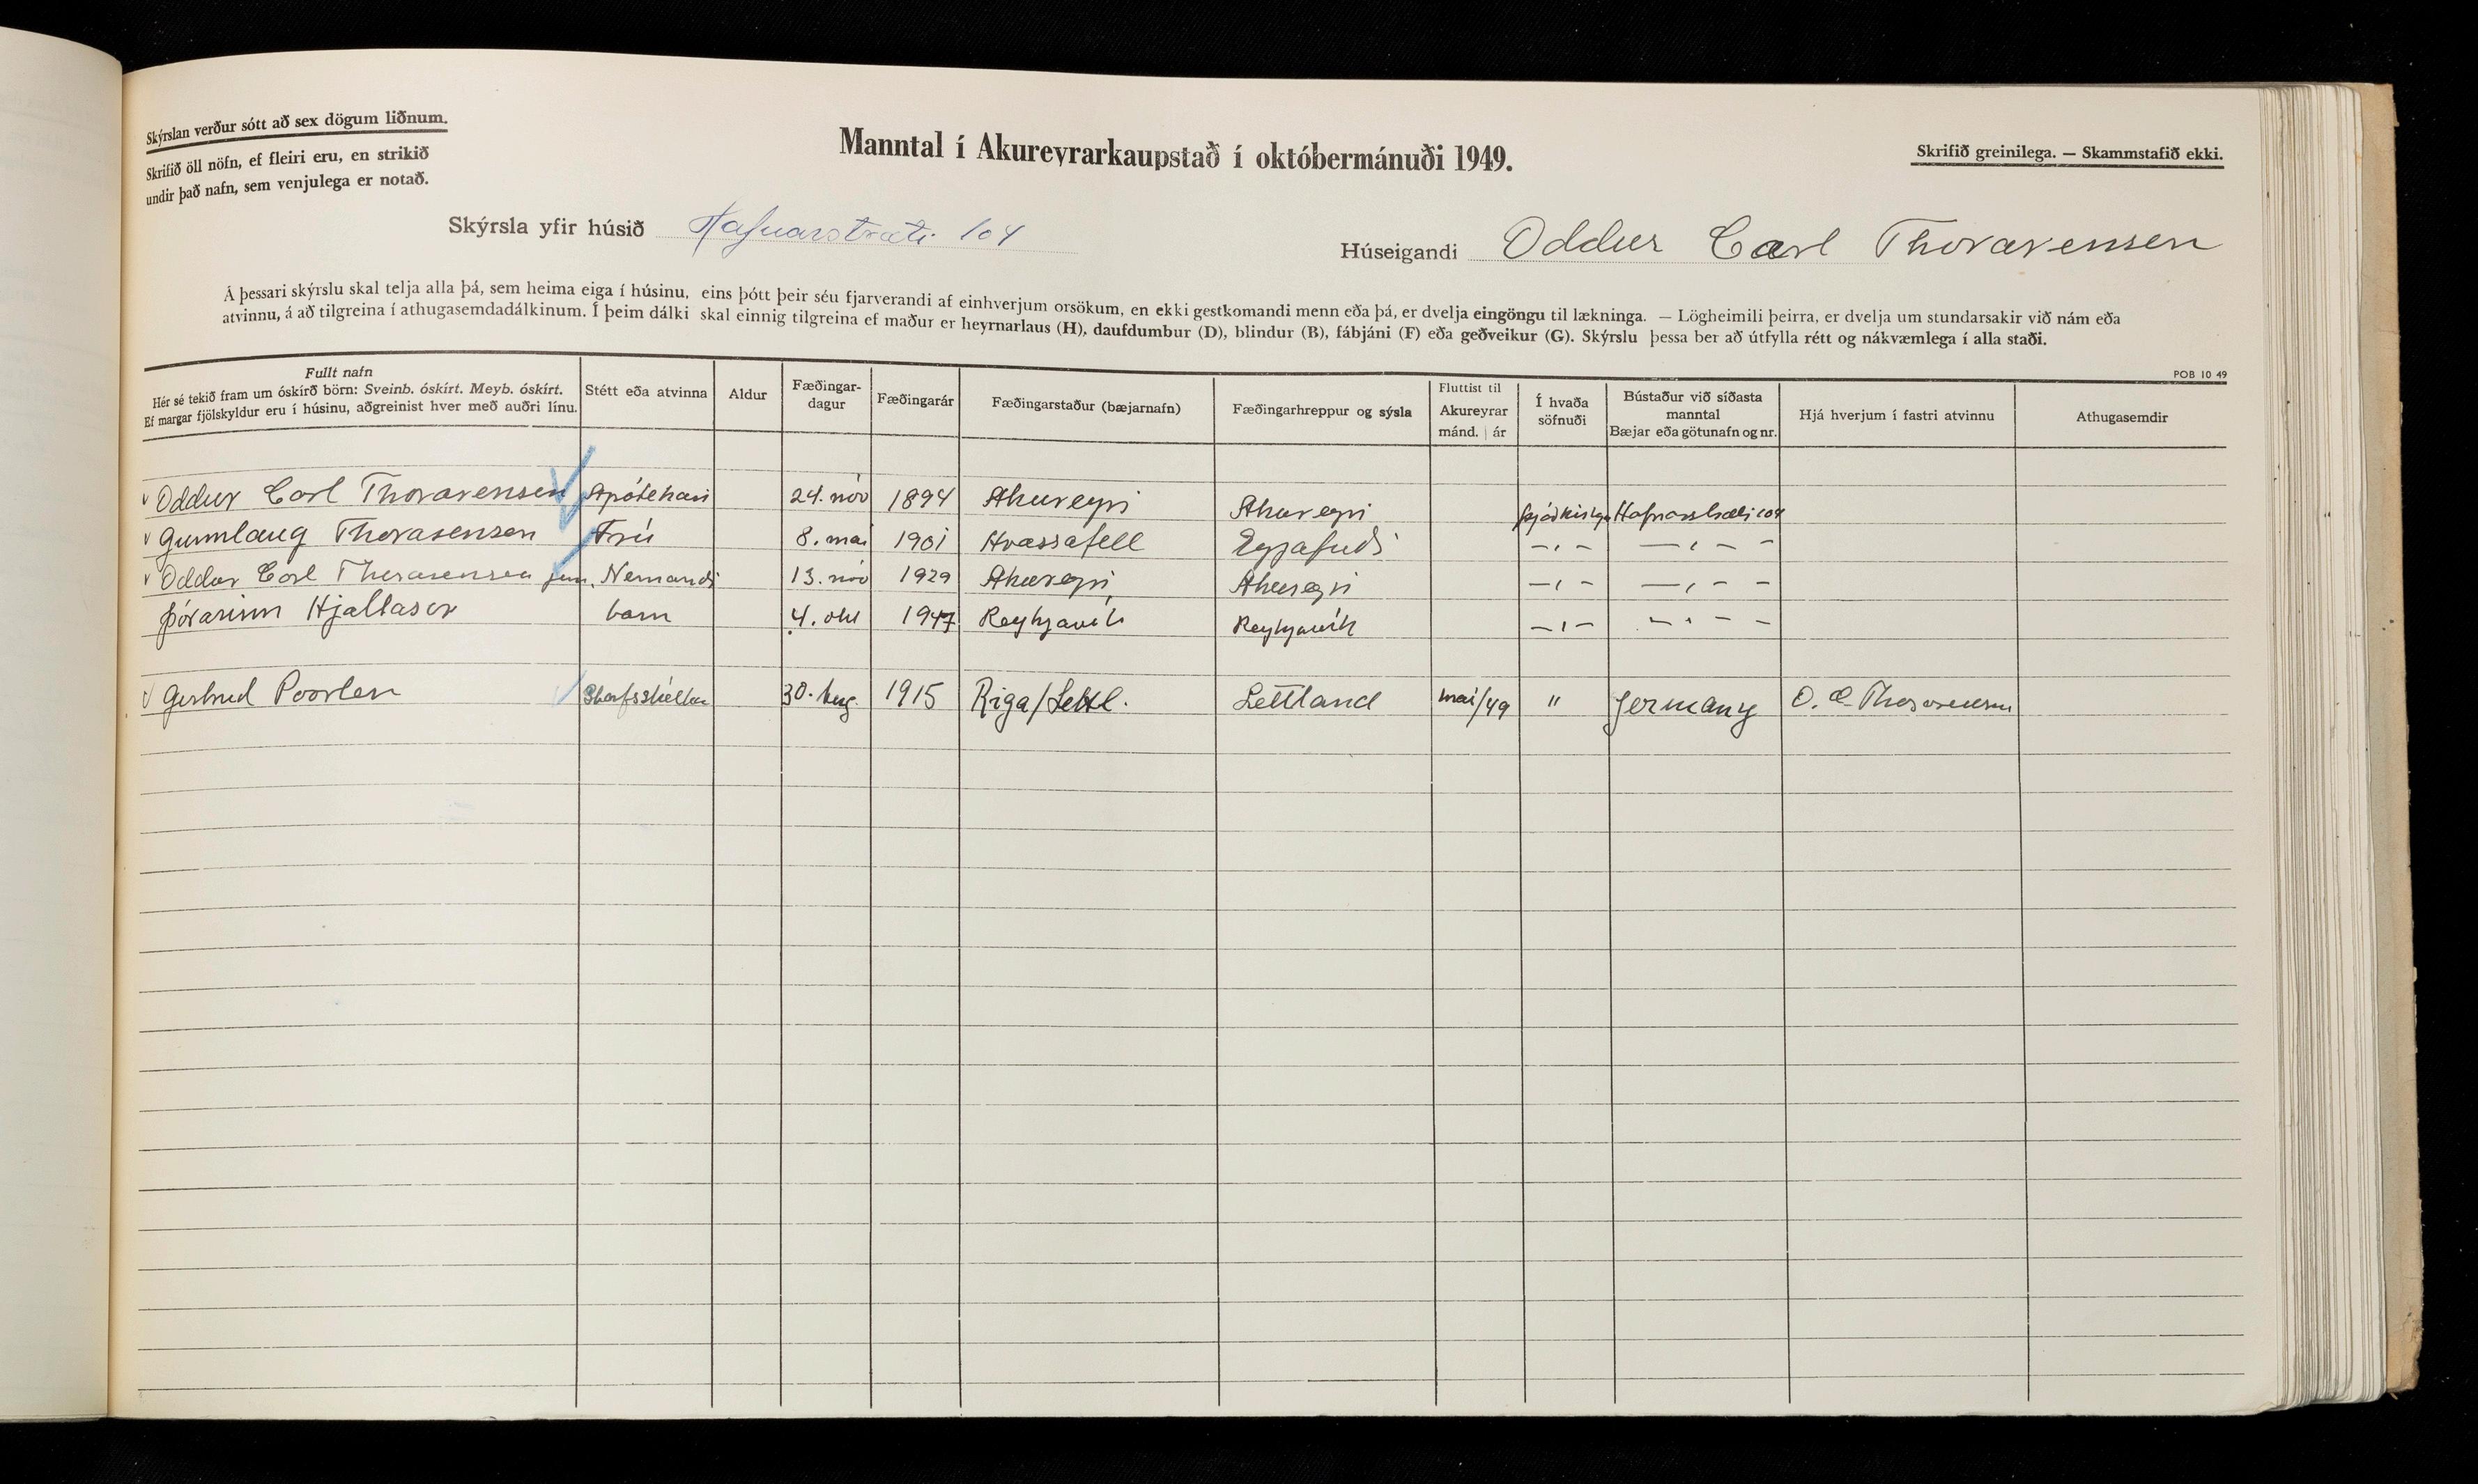 Skýrslan verður sótt að sex dögum liðnum.
Skrifið öll nöfn, ef fleiri eru, en strikið
undir það nafn, sem venjulega er notað.
Manntal í Akureyrarkaupstað í októbermánuði 1949.
Skrifið greinilega. — Skammstafið ekki.
Skýrsla yfir húsið Hafnarstræti 104
Húseigandi Oddur Carl Thorarensen
Á þessari skýrslu skal telja alla þá, sem heima eiga í húsinu, eins þótt þeir séu fjarverandi af einhverjum orsökum, en ekki gestkomandi menn eða þá, er dvelja eingöngu til lækninga. — Lögheimili þeirra, er dvelja um stundarsakir við nám eða
atvinnu, á að tilgreina í athugasemdadálkinum. Í þeim dálki skal einnig tilgreina ef maður er heyrnarlaus (H), daufdumbur (D), blindur (B), fábjáni (F) eða geðveikur (G). Skýrslu þessa ber að útfylla rétt og nákvæmlega í alla staði.
POB 10 49
Fullt nafn
Hér sé tekið fram um óskírð börn: Sveinb. óskírt. Meyb. óskírt.
Ef margar fjölskyldur eru í húsinu, aðgreinist hver með auðri línu.
Stétt eða atvinna
Aldur
Fæðingar-
dagur
Fæðingarár
Fæðingarstaður (bæjarnafn)
Fæðingarhreppur og sýsla
Fluttist til
Akureyrar
mánd. | ár
Í hvaða
söfnuði
Bústaður við síðasta
manntal
Bæjar eða götunafn og nr.
Hjá hverjum í fastri atvinnu
Athugasemdir
Oddur Carl Thorarensen Apótekari 24. nóv 1894 Akureyri Akureyri þjóðkirkju Hafnarstræti 104
Gunnlaug Thorarensen Frú 8. maí 1901 Hvassafell Eyjafirði -"- -"-
Oddur Carl Thorarensen jun. Nemandi 13. nóv 1929 Akureyri Akureyri -"- -"-
Þórarinn Hjaltason barn 4. okt 1947 Reykjavík Reykjavík -"- -"-
Gertrud Poorten Starfsstúlka 30. Aug. 1915 Riga/Lettl. Lettland maí/49 " Germany O. C. Thorarensen